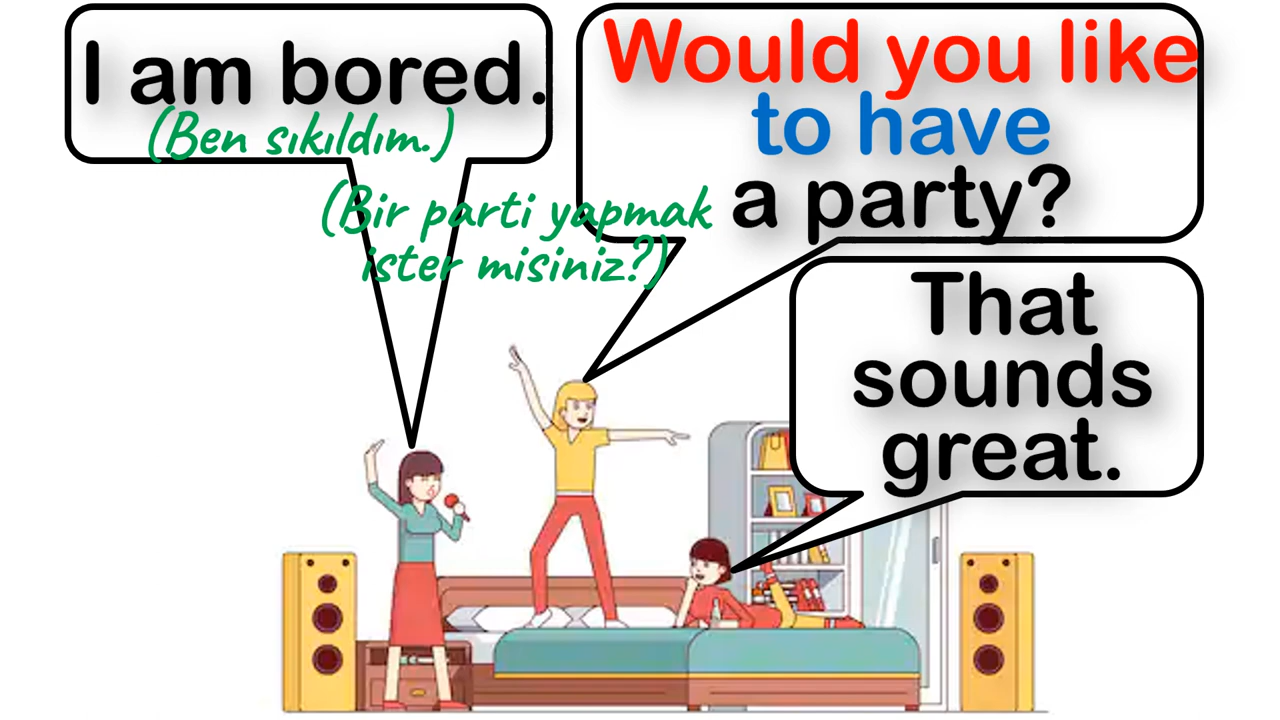 I am bored.
(Ben sıkıldım.)
Would you like
to have
a party?
(Bir parti yapmak
ister misiniz?)
That
sounds
great.